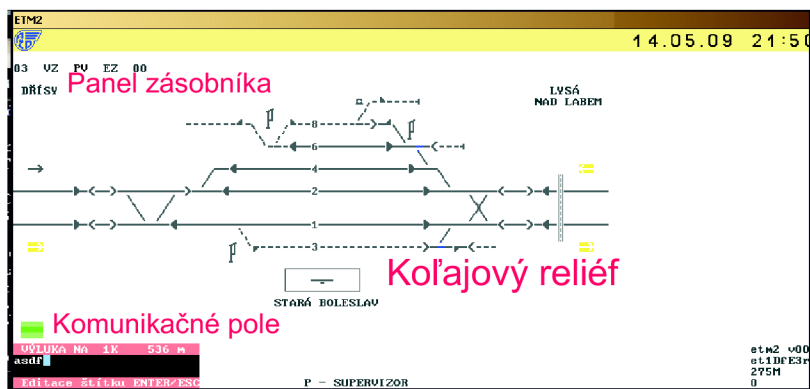 ETM2
14.05.09 21:50
03 VZ PV EZ 00
Panel zásobníka
DŘÍSY
LYSÁ
NAD LABEM
8
6
4
2
1
3
Koľajový reliéf
STARÁ BOLESLAV
Komunikačné pole
VÝLUKA NA 1K 536 m
asdf
Editace štítku ENTER/ESC
P - SUPERVIZOR
etm2 v00
et1DfE3r
275M
0